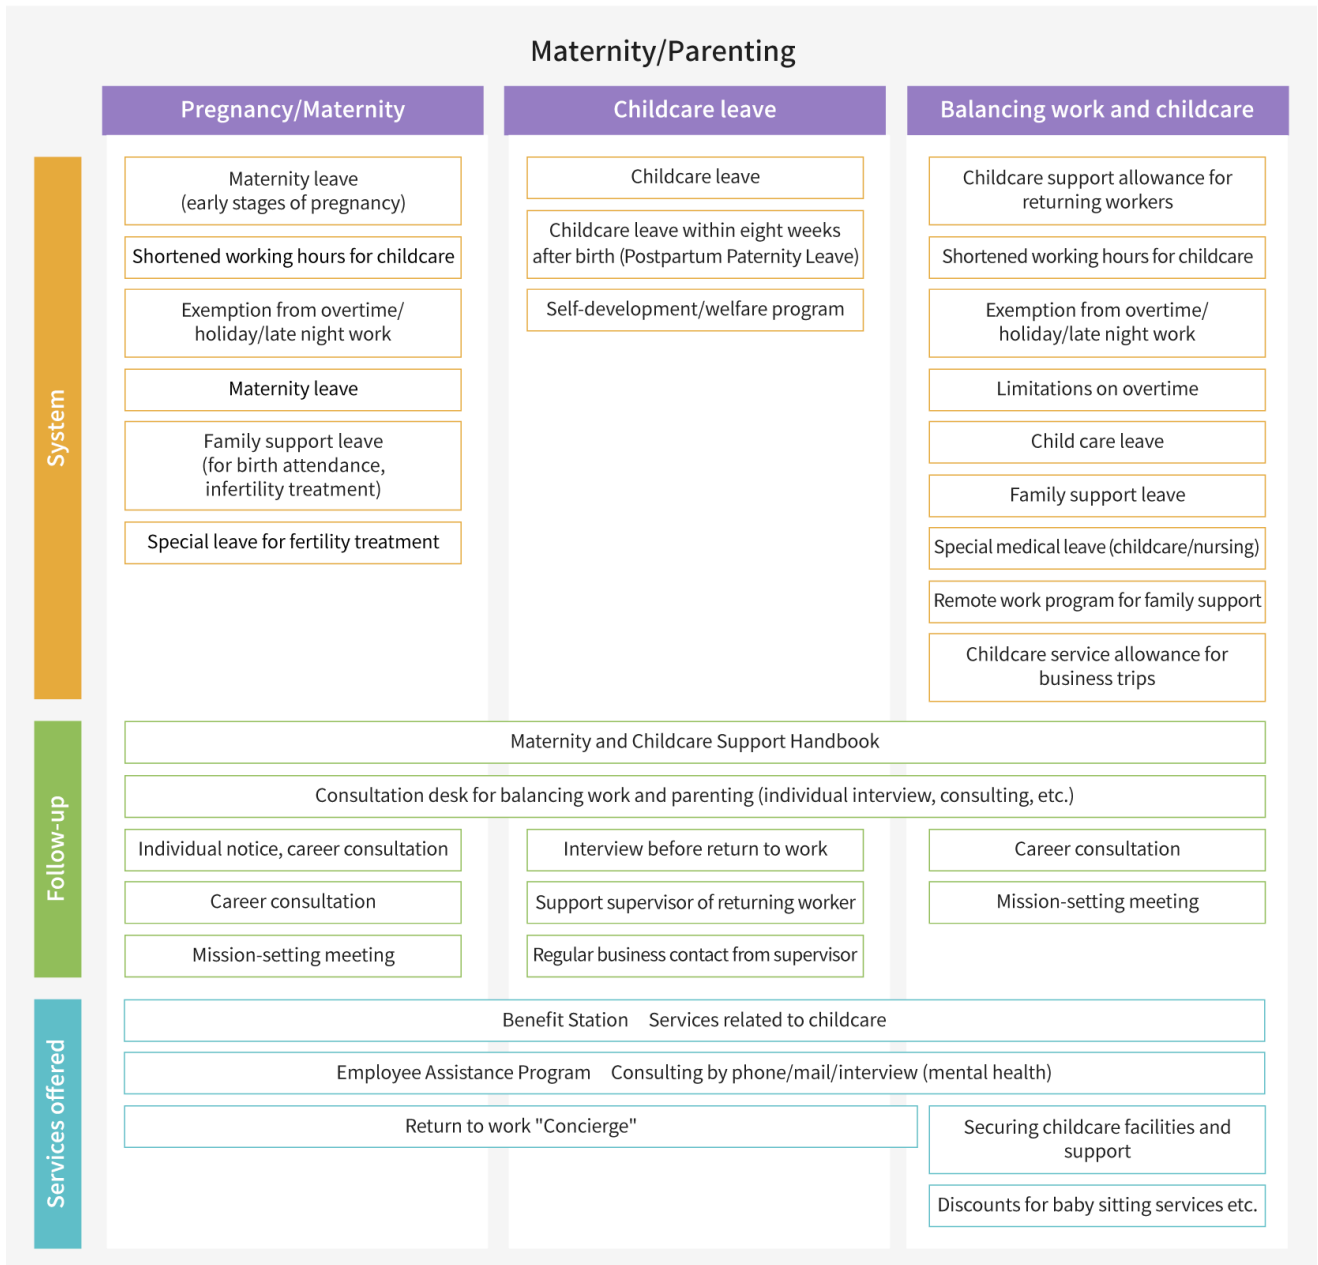 Maternity/Parenting
Pregnancy/Maternity
Childcare leave
Balancing work and childcare
System
Maternity leave
(early stages of pregnancy)
Shortened working hours for childcare
Exemption from overtime/
holiday/late night work
Maternity leave
Family support leave
(for birth attendance,
infertility treatment)
Special leave for fertility treatment
Childcare leave
Childcare leave within eight weeks
after birth (Postpartum Paternity Leave)
Self-development/welfare program
Childcare support allowance for
returning workers
Shortened working hours for childcare
Exemption from overtime/
holiday/late night work
Limitations on overtime
Child care leave
Family support leave
Special medical leave (childcare/nursing)
Remote work program for family support
Childcare service allowance for
business trips
Follow-up
Maternity and Childcare Support Handbook
Consultation desk for balancing work and parenting (individual interview, consulting, etc.)
Individual notice, career consultation
Career consultation
Mission-setting meeting
Interview before return to work
Support supervisor of returning worker
Regular business contact from supervisor
Career consultation
Mission-setting meeting
Services offered
Benefit Station Services related to childcare
Employee Assistance Program Consulting by phone/mail/interview (mental health)
Return to work "Concierge"
Securing childcare facilities and
support
Discounts for baby sitting services etc.